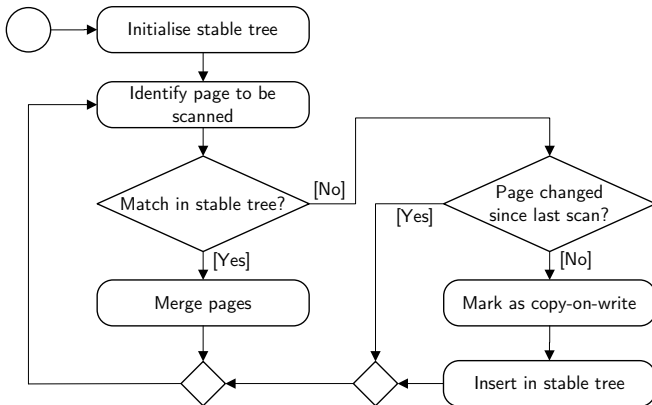 Initialise stable tree
Identify page to be
scanned
Match in stable tree?
[No]
[Yes]
Merge pages
Page changed
since last scan?
[Yes]
[No]
Mark as copy-on-write
Insert in stable tree